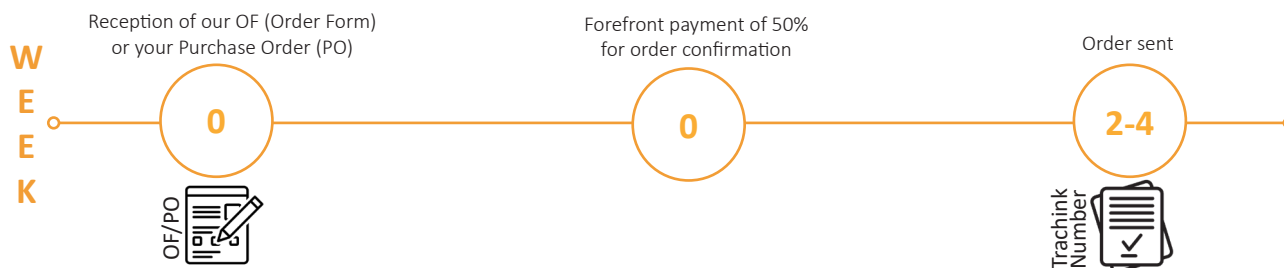 WEEK
Reception of our OF (Order Form)
or your Purchase Order (PO)
0
OF/PO
Forefront payment of 50%
for order confirmation
0
Order sent
2-4
Trachink
Number